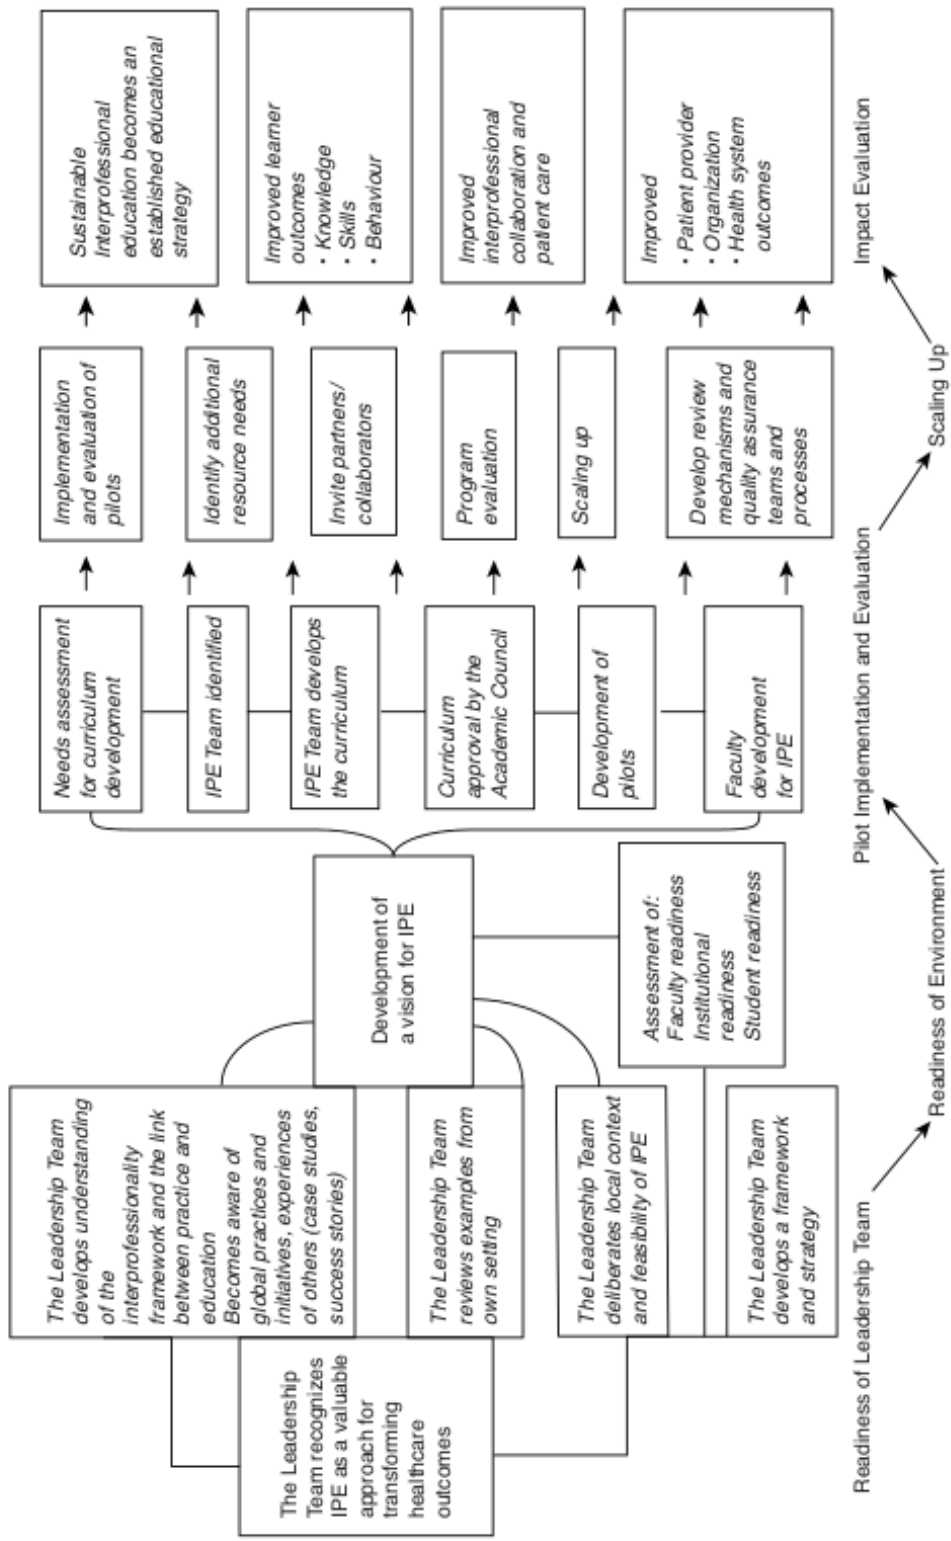 The Leadership
Team recognizes
IPE as a valuable
approach for
transforming
healthcare
outcomes
The Leadership Team
develops understanding
of the
interprofessionality
framework and the link
between practice and
education
Becomes aware of
global practices and
initiatives, experiences
of others (case studies,
success stories)
The Leadership Team
reviews examples from
own setting
The Leadership Team
deliberates local context
and feasibility of IPE
The Leadership Team
develops a framework
and strategy
Development of
a vision for IPE
Assessment of:
Faculty readiness
Institutional
readiness
Student readiness
Needs assessment
for curriculum
development
IPE Team identified
IPE Team develops
the curriculum
Curriculum
approval by the
Academic Council
Development of
pilots
Faculty
development
for IPE
Implementation
and evaluation of
pilots
Identify additional
resource needs
Invite partners/
collaborators
Program
evaluation
Scaling up
Develop review
mechanisms and
quality assurance
teams and
processes
Sustainable
Interprofessional
education becomes an
established educational
strategy
Improved learner
outcomes
• Knowledge
• Skills
• Behaviour
Improved
interprofessional
collaboration and
patient care
Improved
• Patient provider
• Organization
• Health system
outcomes
Readiness of Leadership Team
Readiness of Environment
Pilot Implementation and Evaluation
Scaling Up
Impact Evaluation